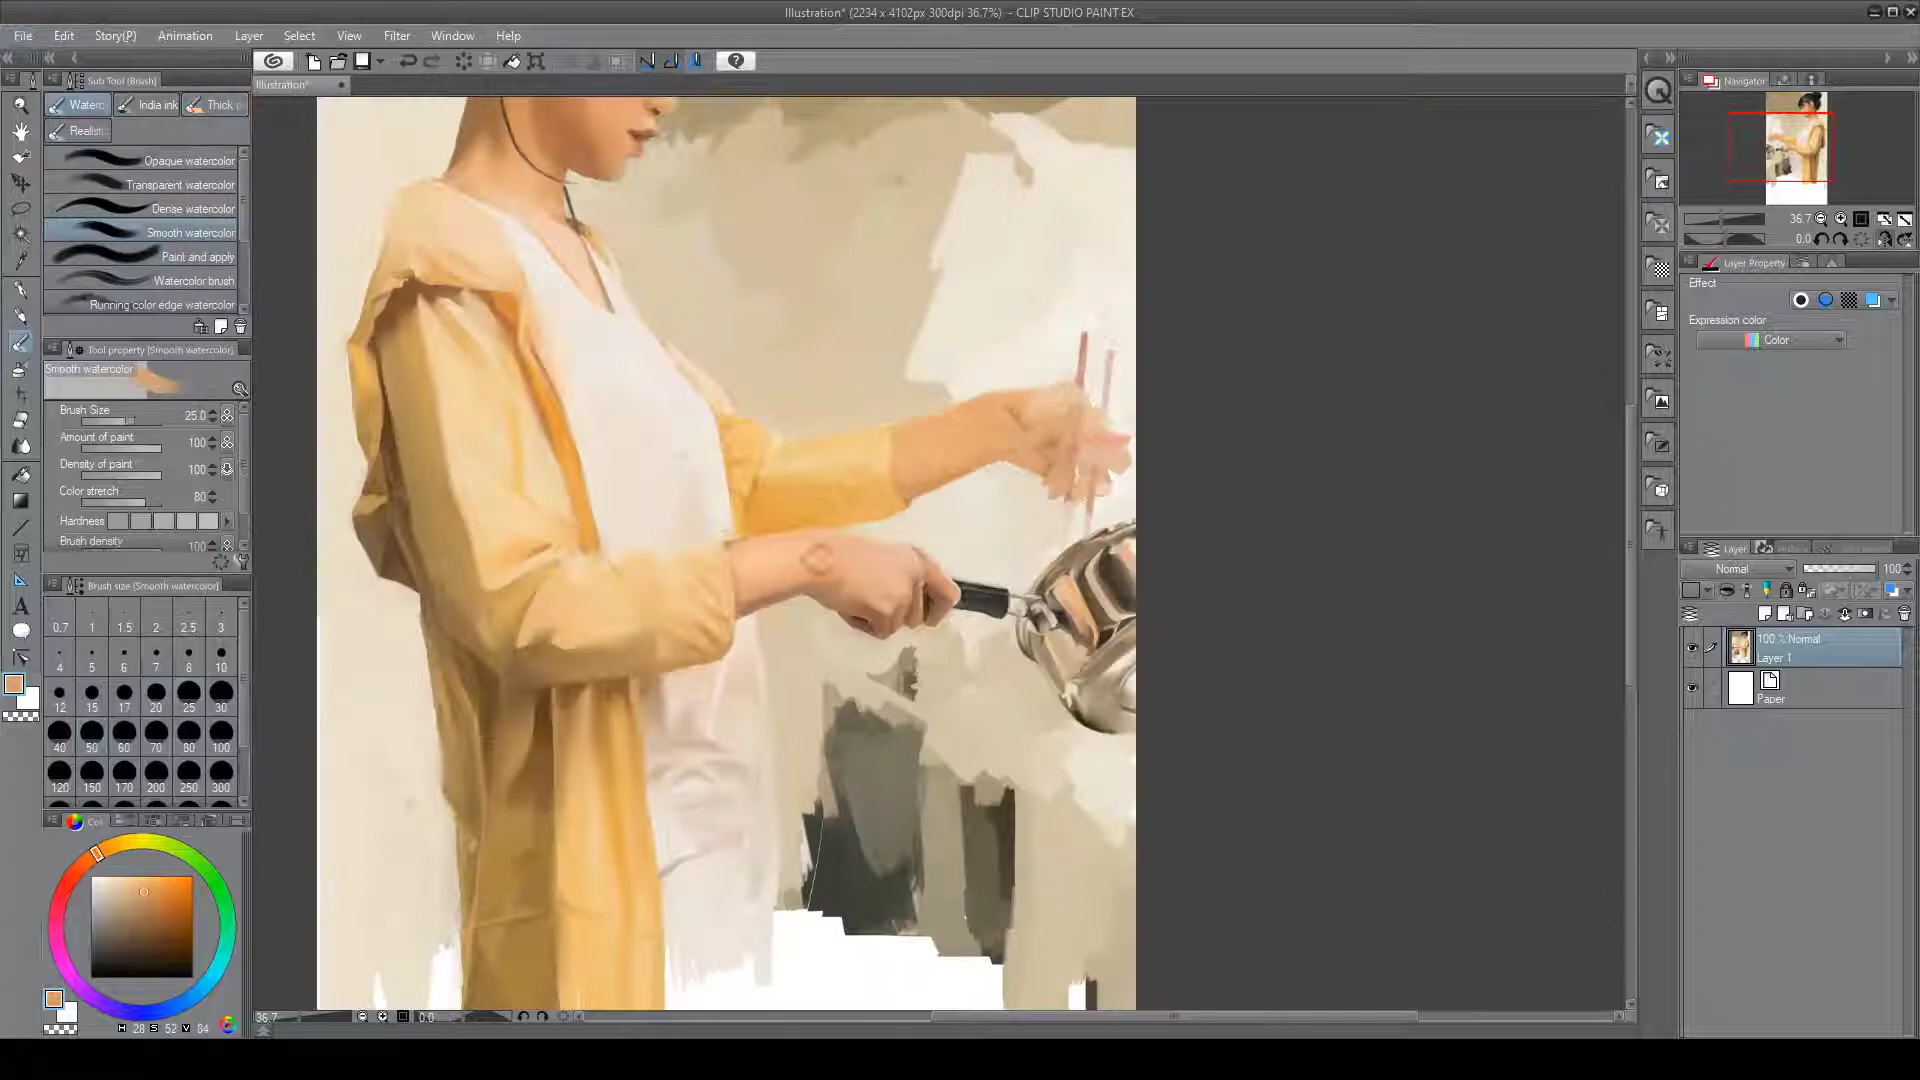 Illustration* (2234 x 4102px 300dpi 36.7%) - CLIP STUDIO PAINT EX
File Edit Story(P) Animation Layer Select View Filter Window Help
Sub Tool [Brush]
Illustration*
Waterc India ink Thick p
Realist
Opaque watercolor
Transparent watercolor
Dense watercolor
Smooth watercolor
Paint and apply
Watercolor brush
Running color edge watercolor
Tool property [Smooth watercolor]
Smooth watercolor
Brush Size 25.0
Amount of paint 100
Density of paint 100
Color stretch 80
Hardness
Brush density 100
Brush size [Smooth watercolor]
0.7 1 1.5 2 2.5 3
4 5 6 7 8 10
12 15 17 20 25 30
40 50 60 70 80 100
120 150 170 200 250 300
Col
H 28 S 52 V 84
36.7 0.0
Navigator
36.7
0.0
Layer Property
Effect
Expression color
Color
Layer
Normal 100
100 % Normal
Layer 1
Paper